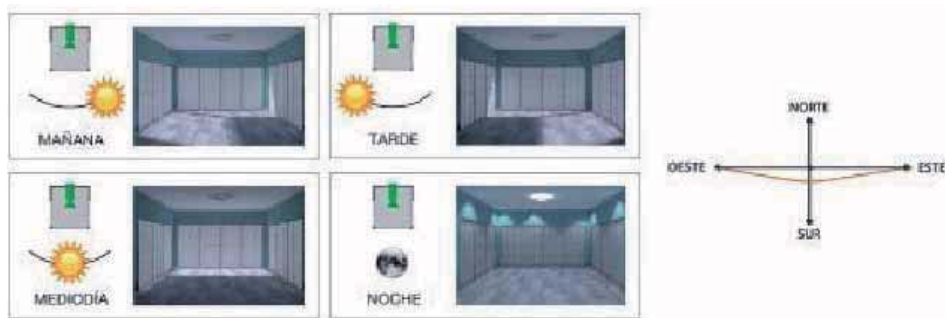 MAÑANA
TARDE
MEDIODÍA
NOCHE
NORTE
OESTE
ESTE
SUR